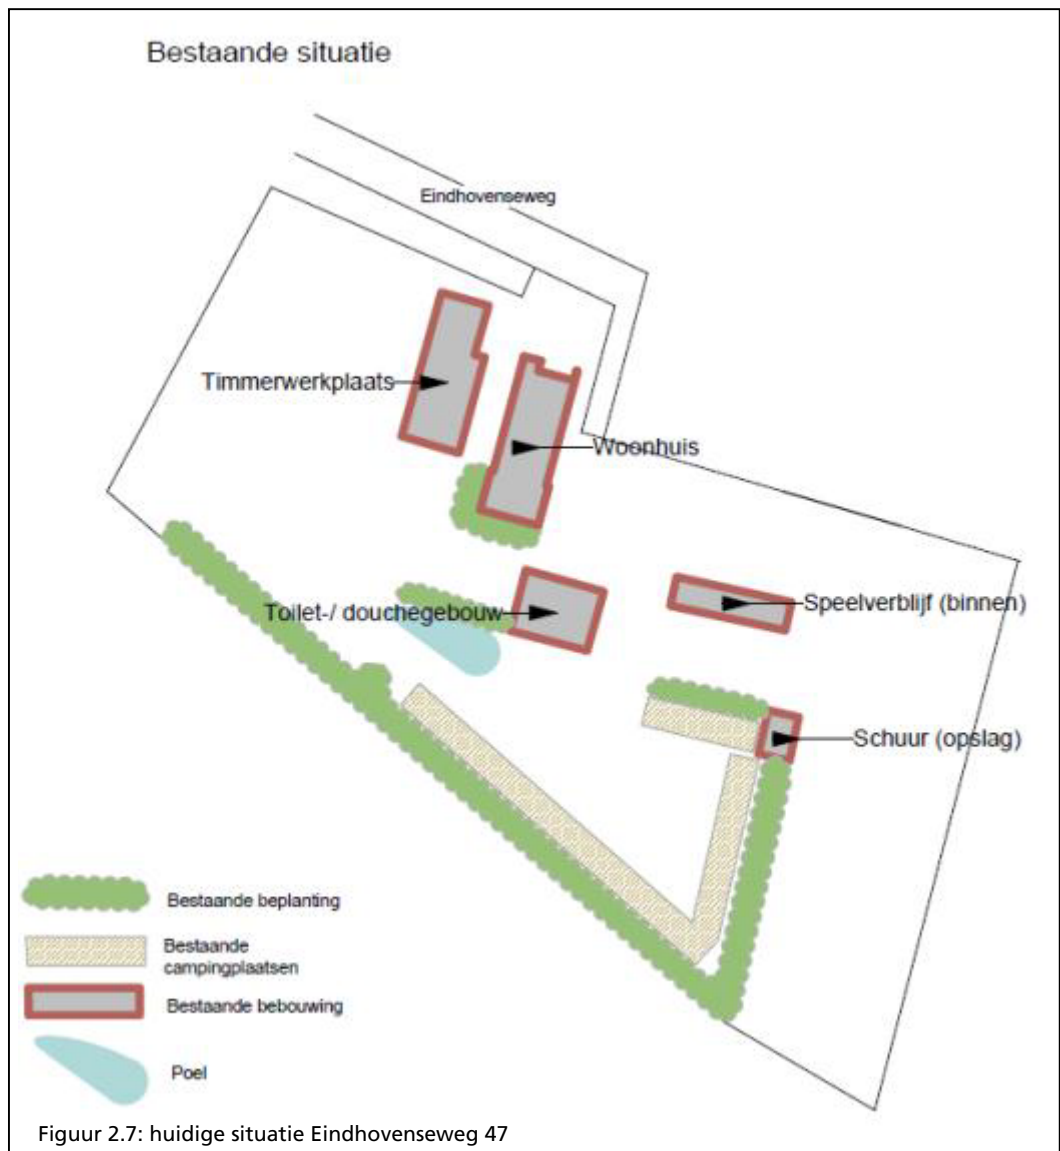 Bestaande situatie
Eindhovenseweg
Timmerwerkplaats
Woonhuis
Toilet-/ douchegebouw
Speelverblijf (binnen)
Schuur (opslag)
Bestaande beplanting
Bestaande
campingplaatsen
Bestaande bebouwing
Poel
Figuur 2.7: huidige situatie Eindhovenseweg 47